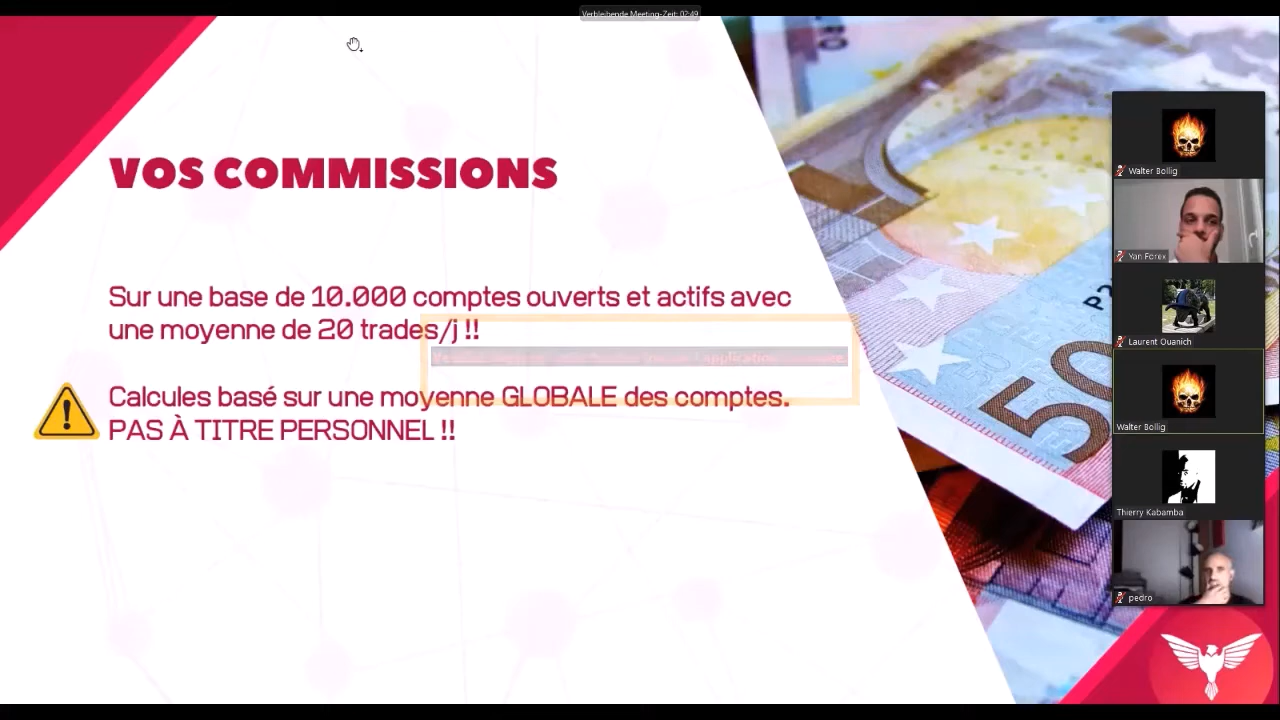 Verbleibende Meeting-Zeit: 02:49
VOS COMMISSIONS
Sur une base de 10.000 comptes ouverts et actifs avec
une moyenne de 20 trades/j !!
application
Calcules basé sur une moyenne GLOBALE des comptes.
PAS À TITRE PERSONNEL !!
50
Walter Bollig
Yan Forex
Laurent Ouanich
Walter Bollig
Thierry Kabamba
pedro